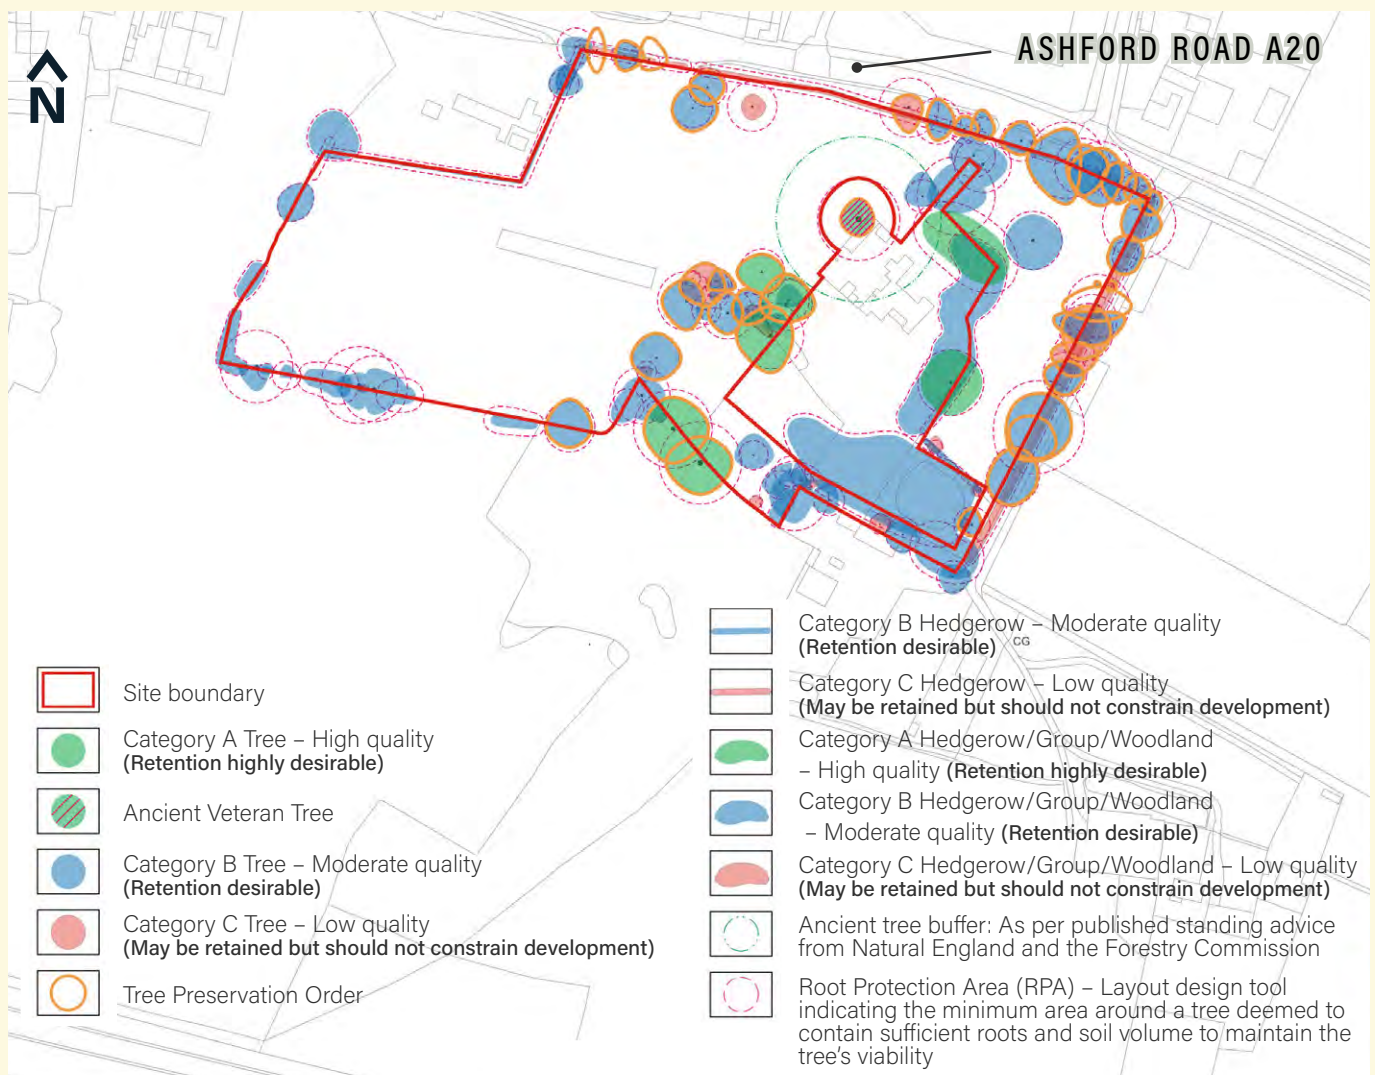 ASHFORD ROAD A20
N
CG
Site boundary
Category A Tree – High quality
(Retention highly desirable)
Ancient Veteran Tree
Category B Tree – Moderate quality
(Retention desirable)
Category C Tree – Low quality
(May be retained but should not constrain development)
Tree Preservation Order
Category B Hedgerow – Moderate quality
(Retention desirable)
Category C Hedgerow – Low quality
(May be retained but should not constrain development)
Category A Hedgerow/Group/Woodland
– High quality (Retention highly desirable)
Category B Hedgerow/Group/Woodland
– Moderate quality (Retention desirable)
Category C Hedgerow/Group/Woodland – Low quality
(May be retained but should not constrain development)
Ancient tree buffer: As per published standing advice
from Natural England and the Forestry Commission
Root Protection Area (RPA) – Layout design tool
indicating the minimum area around a tree deemed to
contain sufficient roots and soil volume to maintain the
tree's viability